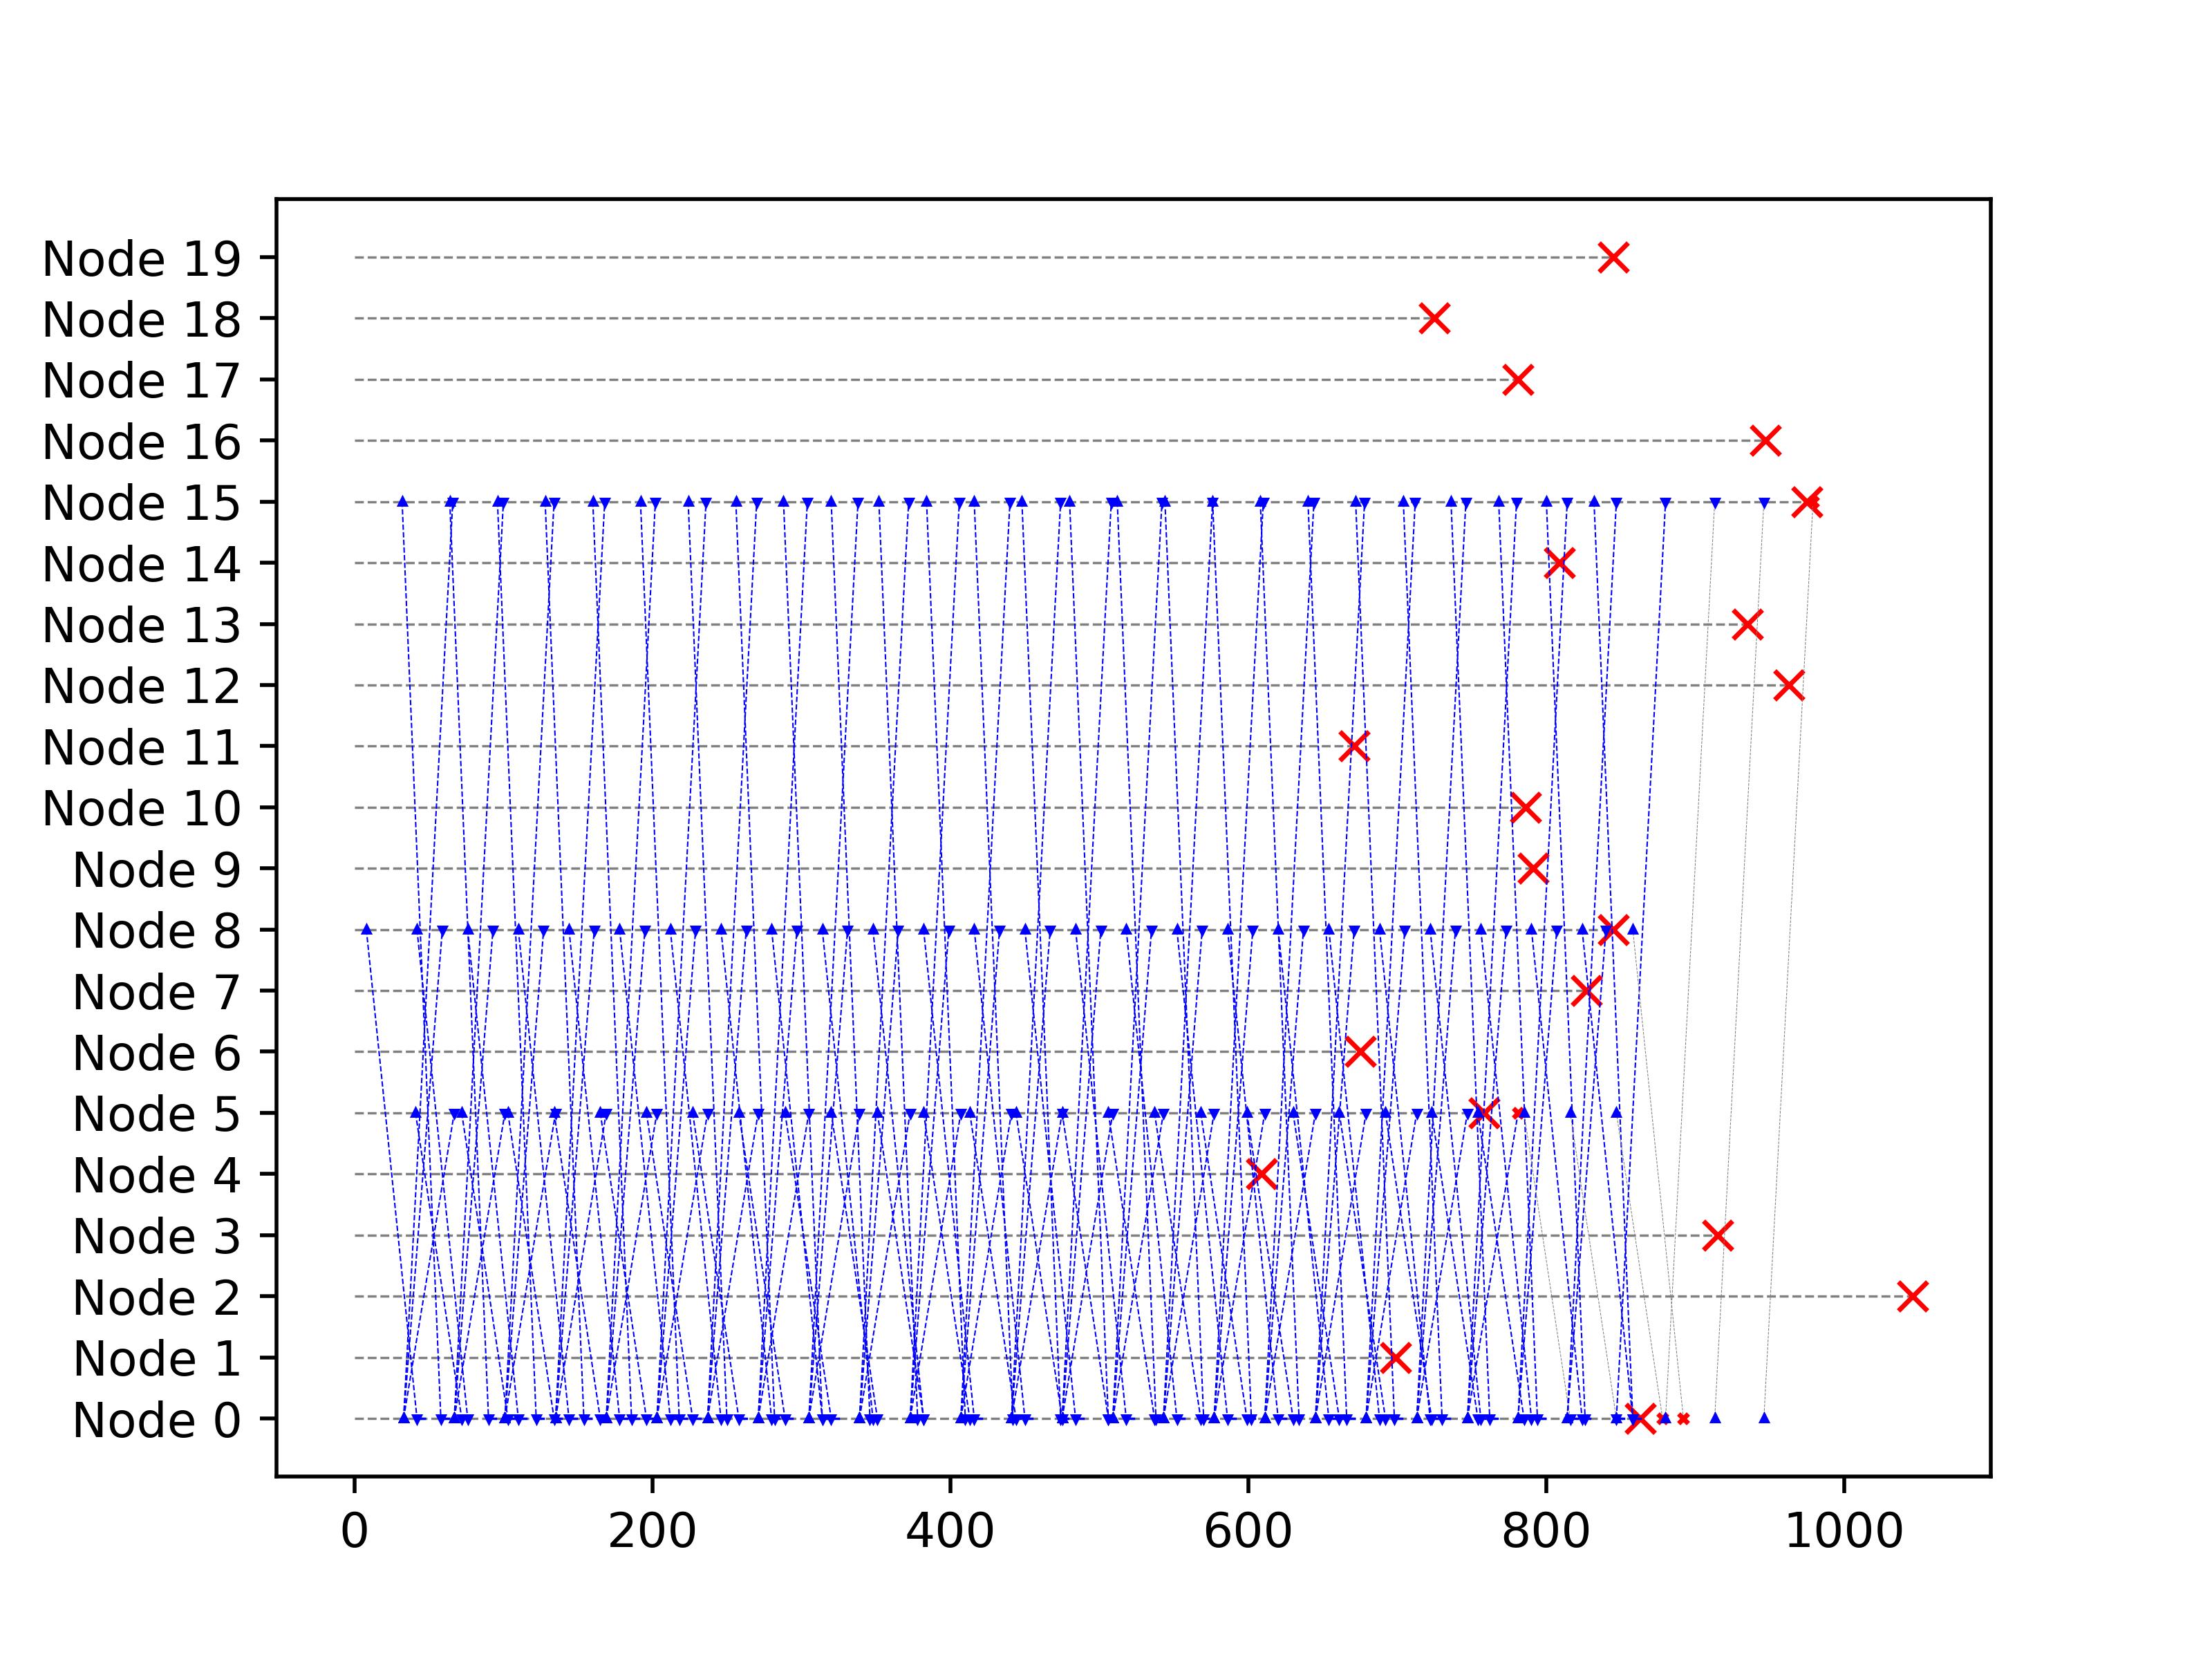 Node 19
Node 18
Node 17
Node 16
Node 15
Node 14
Node 13
Node 12
Node 11
Node 10
Node 9
Node 8
Node 7
Node 6
Node 5
Node 4
Node 3
Node 2
Node 1
Node 0
0 200 400 600 800 1000